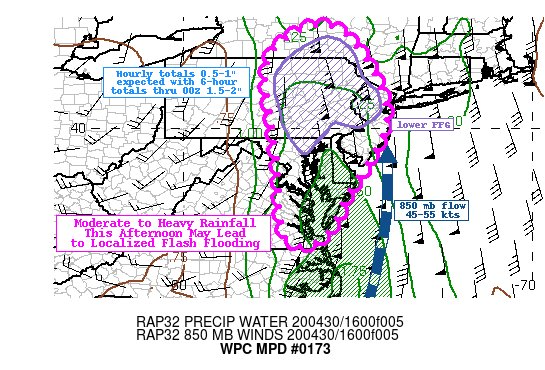 Hourly totals 0.5-1"
expected with 6-hour
totals thru 00z 1.5-2"
lower FFG
850 mb flow
45-55 kts
Moderate to Heavy Rainfall
This Afternoon May Lead
to Localized Flash Flooding
40
-70
RAP32 PRECIP WATER 200430/1600f005
RAP32 850 MB WINDS 200430/1600f005
WPC MPD #0173